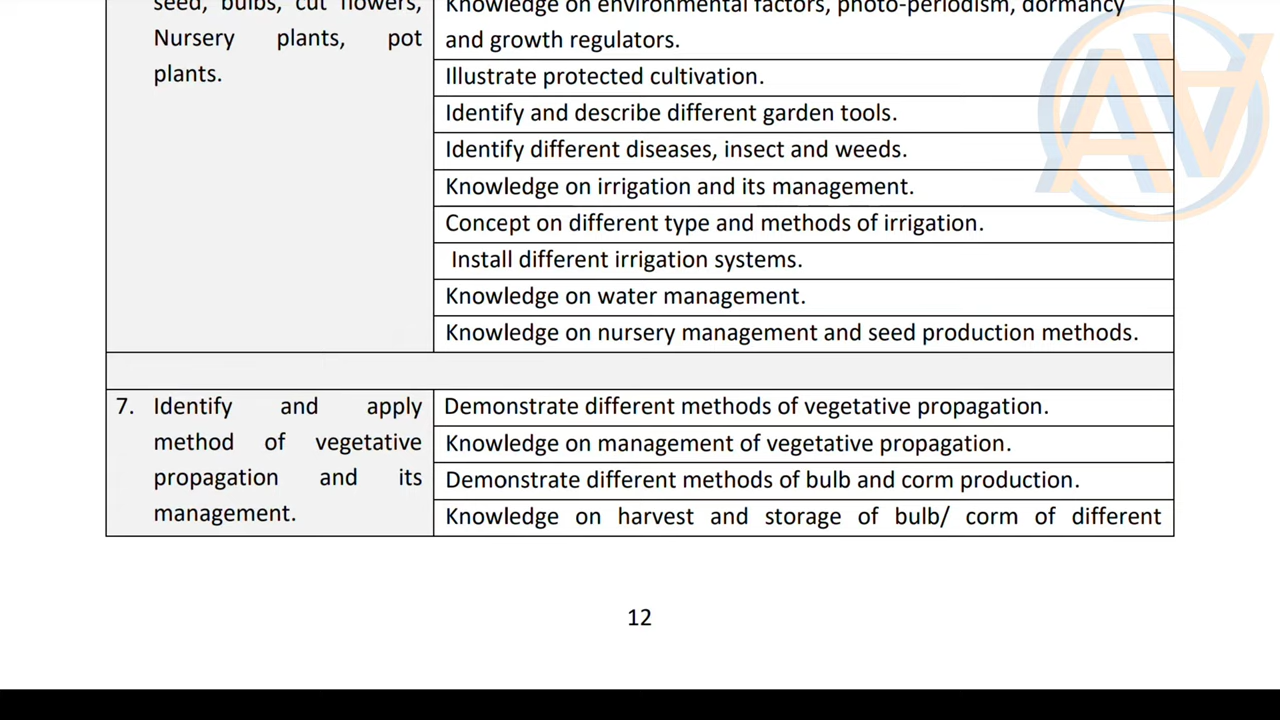 seed, bulbs, cut flowers,
Nursery plants, pot
plants.
Knowledge on environmental factors, photo-periodism, dormancy
and growth regulators.
Illustrate protected cultivation.
Identify and describe different garden tools.
Identify different diseases, insect and weeds.
Knowledge on irrigation and its management.
Concept on different type and methods of irrigation.
Install different irrigation systems.
Knowledge on water management.
Knowledge on nursery management and seed production methods.
7. Identify and apply
method of vegetative
propagation and its
management.
Demonstrate different methods of vegetative propagation.
Knowledge on management of vegetative propagation.
Demonstrate different methods of bulb and corm production.
Knowledge on harvest and storage of bulb/ corm of different
12